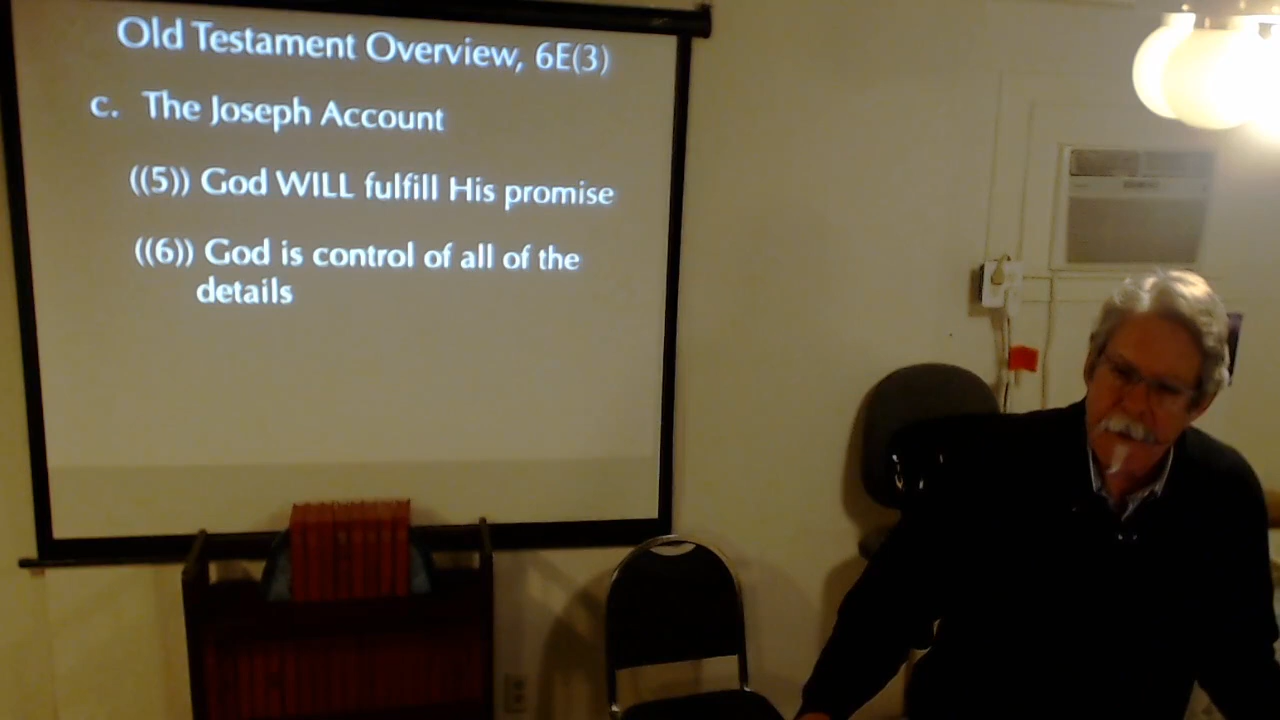 Old Testament Overview, 6E(3)
c. The Joseph Account
((5)) God WILL fulfill His promise
((6)) God is control of all of the
details